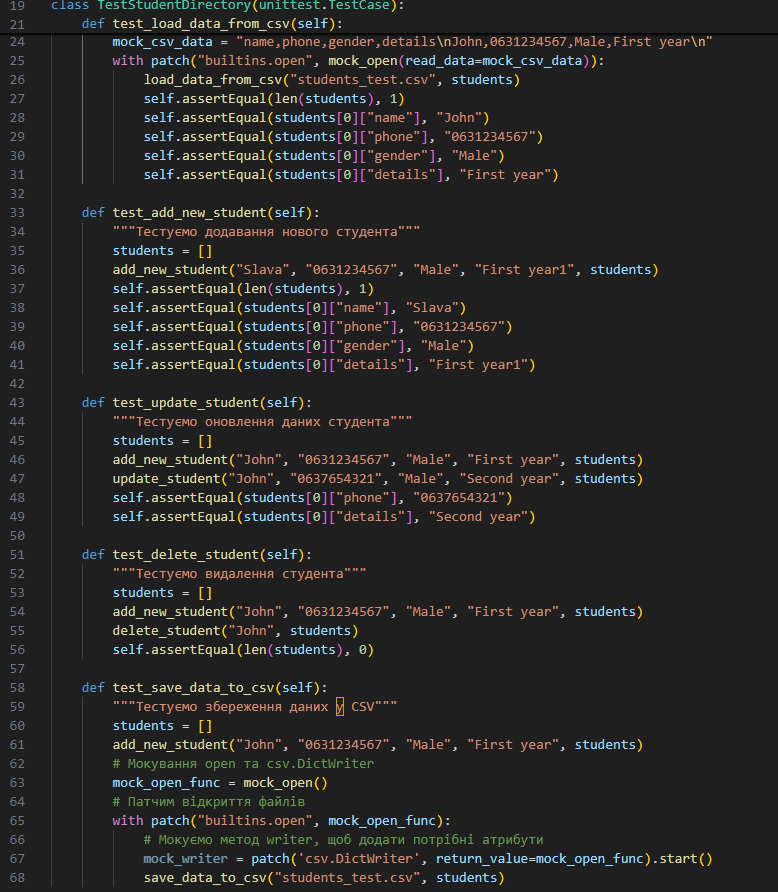 19 class TestStudentDirectory(unittest.TestCase):
21 def test_load_data_from_csv(self):
24 mock_csv_data = "name,phone,gender,details\nJohn,0631234567,Male,First year\n"
25 with patch("builtins.open", mock_open(read_data=mock_csv_data)):
26 load_data_from_csv("students_test.csv", students)
27 self.assertEqual(len(students), 1)
28 self.assertEqual(students[0]["name"], "John")
29 self.assertEqual(students[0]["phone"], "0631234567")
30 self.assertEqual(students[0]["gender"], "Male")
31 self.assertEqual(students[0]["details"], "First year")
32
33 def test_add_new_student(self):
34 """Тестуємо додавання нового студента"""
35 students = []
36 add_new_student("Slava", "0631234567", "Male", "First year1", students)
37 self.assertEqual(len(students), 1)
38 self.assertEqual(students[0]["name"], "Slava")
39 self.assertEqual(students[0]["phone"], "0631234567")
40 self.assertEqual(students[0]["gender"], "Male")
41 self.assertEqual(students[0]["details"], "First year1")
42
43 def test_update_student(self):
44 """Тестуємо оновлення даних студента"""
45 students = []
46 add_new_student("John", "0631234567", "Male", "First year", students)
47 update_student("John", "0637654321", "Male", "Second year", students)
48 self.assertEqual(students[0]["phone"], "0637654321")
49 self.assertEqual(students[0]["details"], "Second year")
50
51 def test_delete_student(self):
52 """Тестуємо видалення студента"""
53 students = []
54 add_new_student("John", "0631234567", "Male", "First year", students)
55 delete_student("John", students)
56 self.assertEqual(len(students), 0)
57
58 def test_save_data_to_csv(self):
59 """Тестуємо збереження даних у CSV"""
60 students = []
61 add_new_student("John", "0631234567", "Male", "First year", students)
62 # Мокування open та csv.DictWriter
63 mock_open_func = mock_open()
64 # Патчим відкриття файлів
65 with patch("builtins.open", mock_open_func):
66 # Мокуємо метод writer, щоб додати потрібні атрибути
67 mock_writer = patch('csv.DictWriter', return_value=mock_open_func).start()
68 save_data_to_csv("students_test.csv", students)